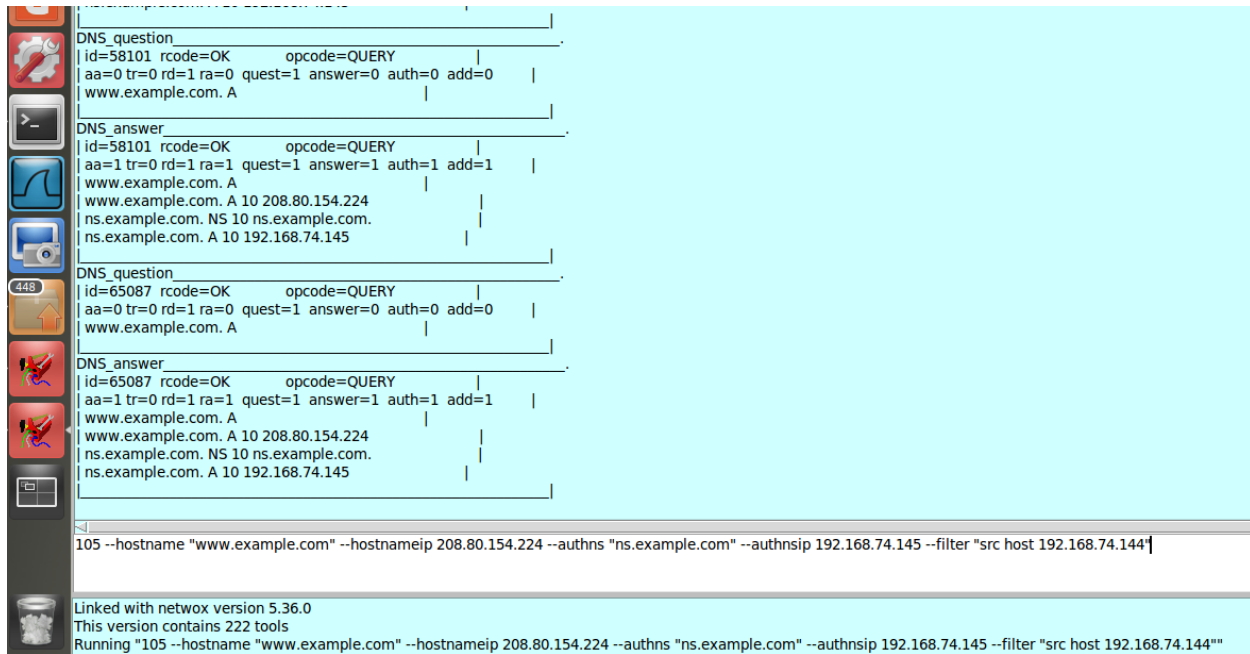 DNS_question_____________________________________________.
| id=58101 rcode=OK opcode=QUERY |
| aa=0 tr=0 rd=1 ra=0 quest=1 answer=0 auth=0 add=0 |
| www.example.com. A |
|_____________________________________________|
DNS_answer_____________________________________________.
| id=58101 rcode=OK opcode=QUERY |
| aa=1 tr=0 rd=1 ra=1 quest=1 answer=1 auth=1 add=1 |
| www.example.com. A |
| www.example.com. A 10 208.80.154.224 |
| ns.example.com. NS 10 ns.example.com. |
| ns.example.com. A 10 192.168.74.145 |
|_____________________________________________|
DNS_question_____________________________________________.
| id=65087 rcode=OK opcode=QUERY |
| aa=0 tr=0 rd=1 ra=0 quest=1 answer=0 auth=0 add=0 |
| www.example.com. A |
|_____________________________________________|
DNS_answer_____________________________________________.
| id=65087 rcode=OK opcode=QUERY |
| aa=1 tr=0 rd=1 ra=1 quest=1 answer=1 auth=1 add=1 |
| www.example.com. A |
| www.example.com. A 10 208.80.154.224 |
| ns.example.com. NS 10 ns.example.com. |
| ns.example.com. A 10 192.168.74.145 |
|_____________________________________________|
448
105 --hostname "www.example.com" --hostnameip 208.80.154.224 --authns "ns.example.com" --authnsip 192.168.74.145 --filter "src host 192.168.74.144"
Linked with netwox version 5.36.0
This version contains 222 tools
Running "105 --hostname "www.example.com" --hostnameip 208.80.154.224 --authns "ns.example.com" --authnsip 192.168.74.145 --filter "src host 192.168.74.144""